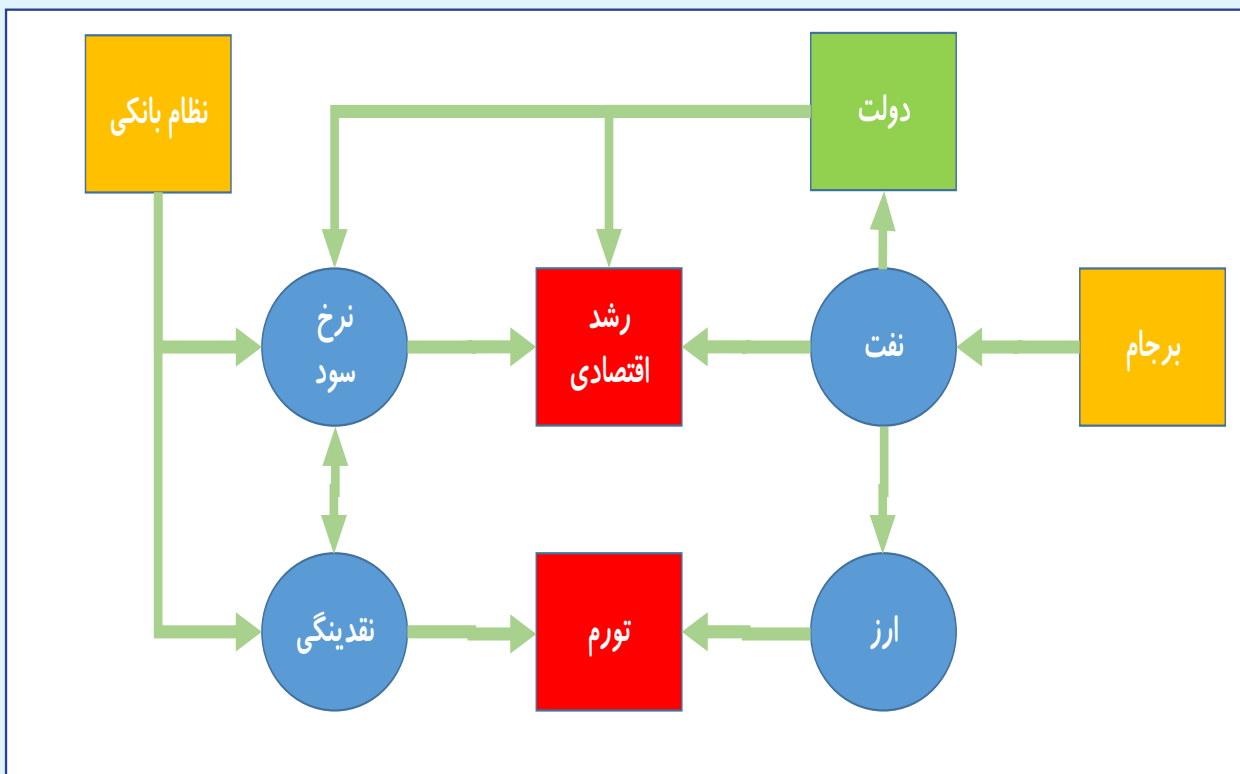 دولت
نظام بانکی
برجام
نفت
رشد
اقتصادی
نرخ
سود
ارز
تورم
نقدینگی